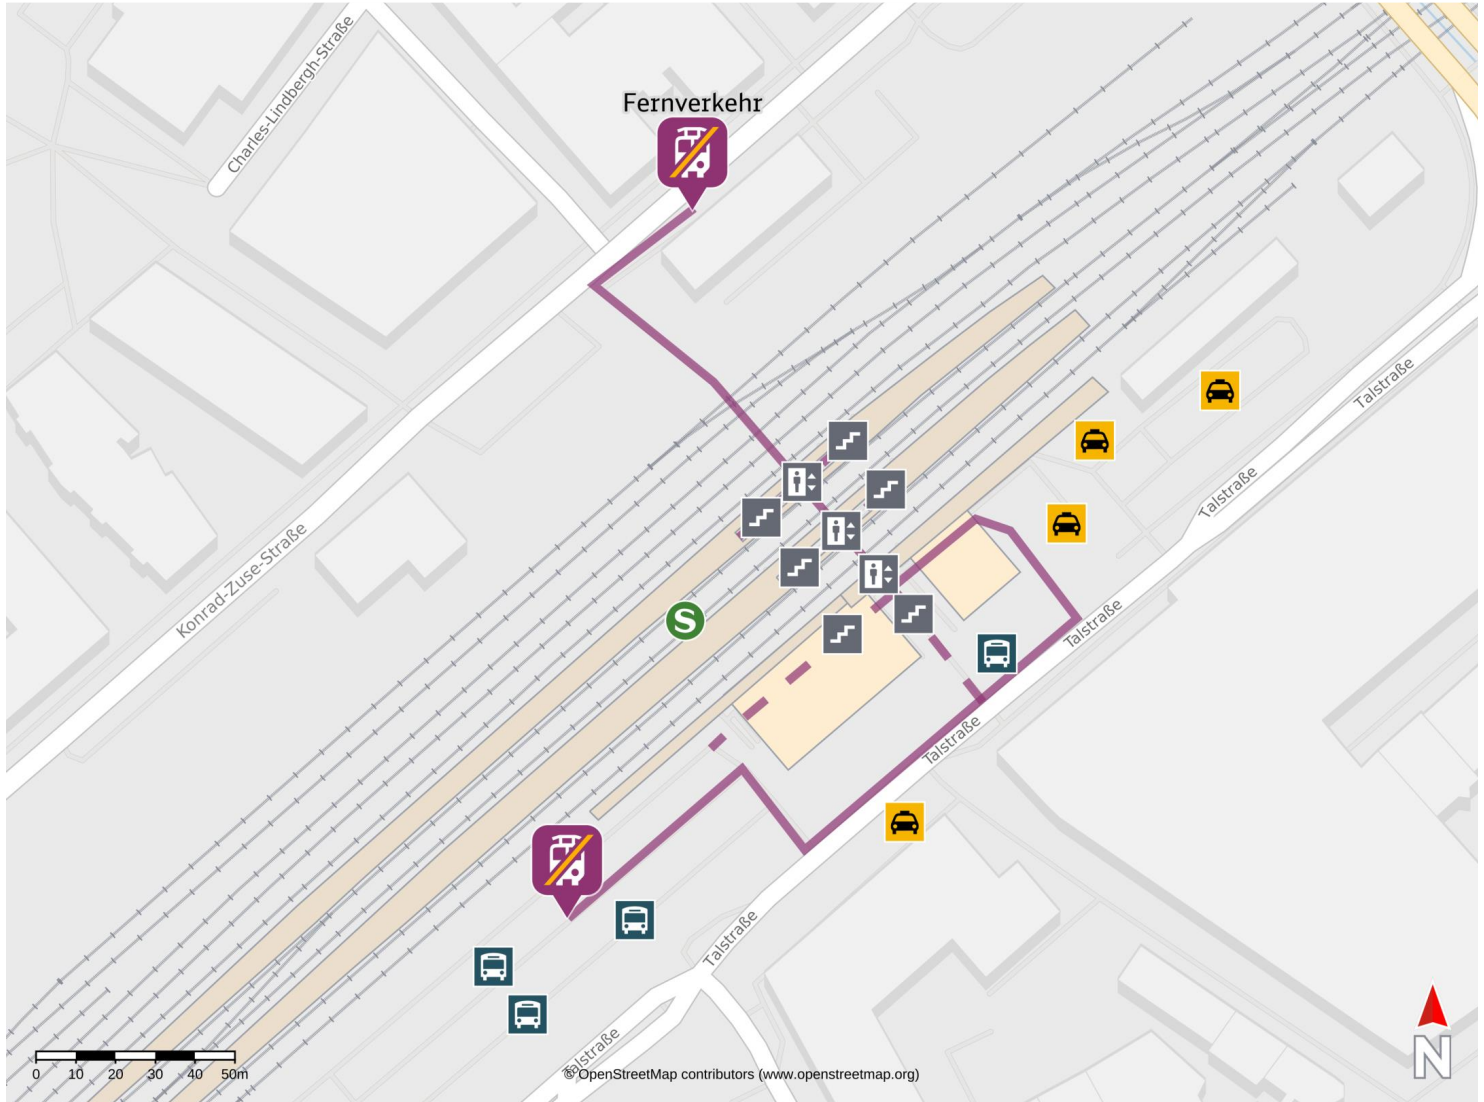 Charles-Lindbergh-Straße
Fernverkehr
Konrad-Zuse-Straße
Talstraße
Talstraße
Talstraße
Talstraße
S
Talstraße
Talstraße
0 10 20 30 40 50m
© OpenStreetMap contributors (www.openstreetmap.org)
N